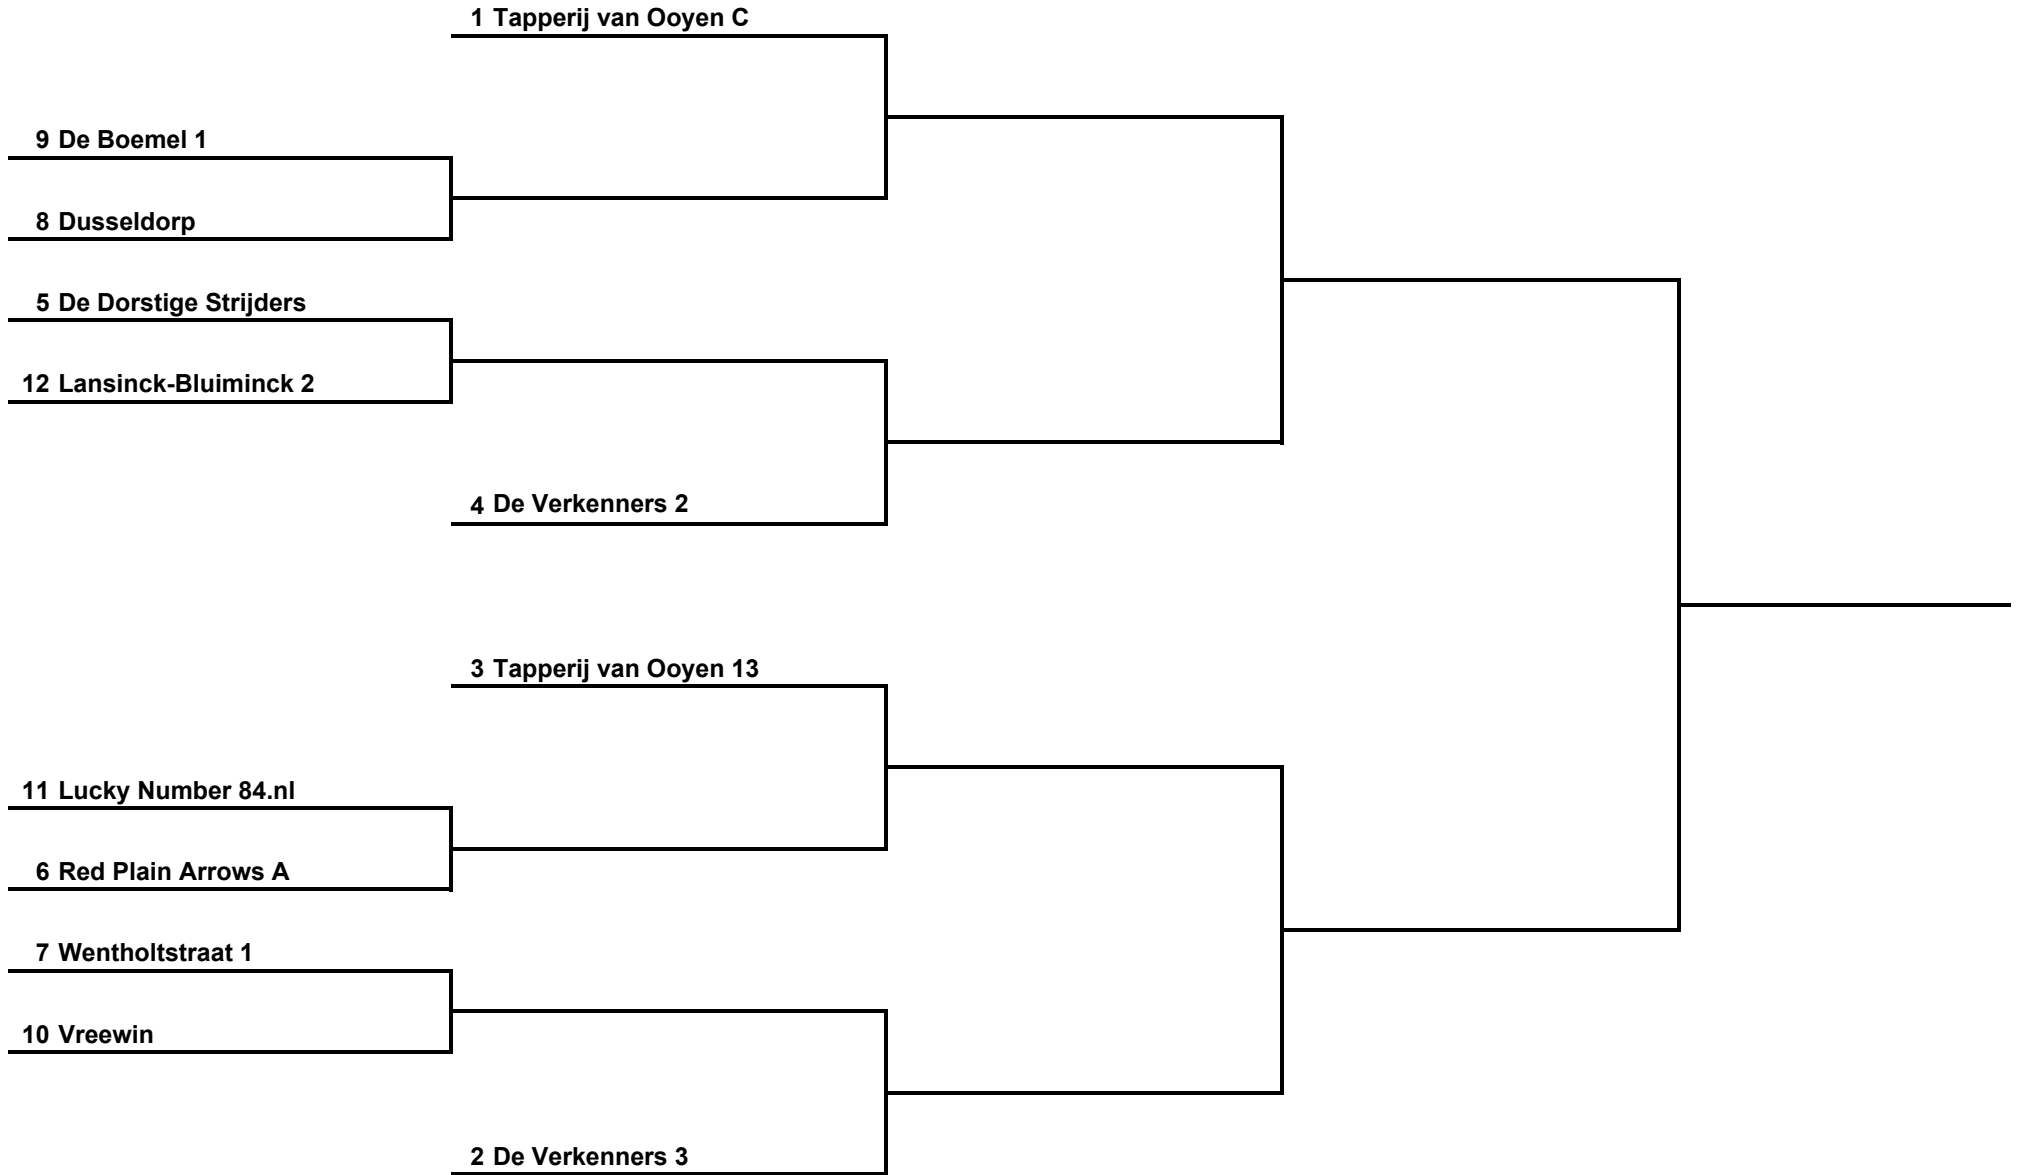 1 Tapperij van Ooyen C
9 De Boemel 1
8 Dusseldorp
5 De Dorstige Strijders
12 Lansinck-Bluiminck 2
4 De Verkenners 2
3 Tapperij van Ooyen 13
11 Lucky Number 84.nl
6 Red Plain Arrows A
7 Wentholtstraat 1
10 Vreewin
2 De Verkenners 3